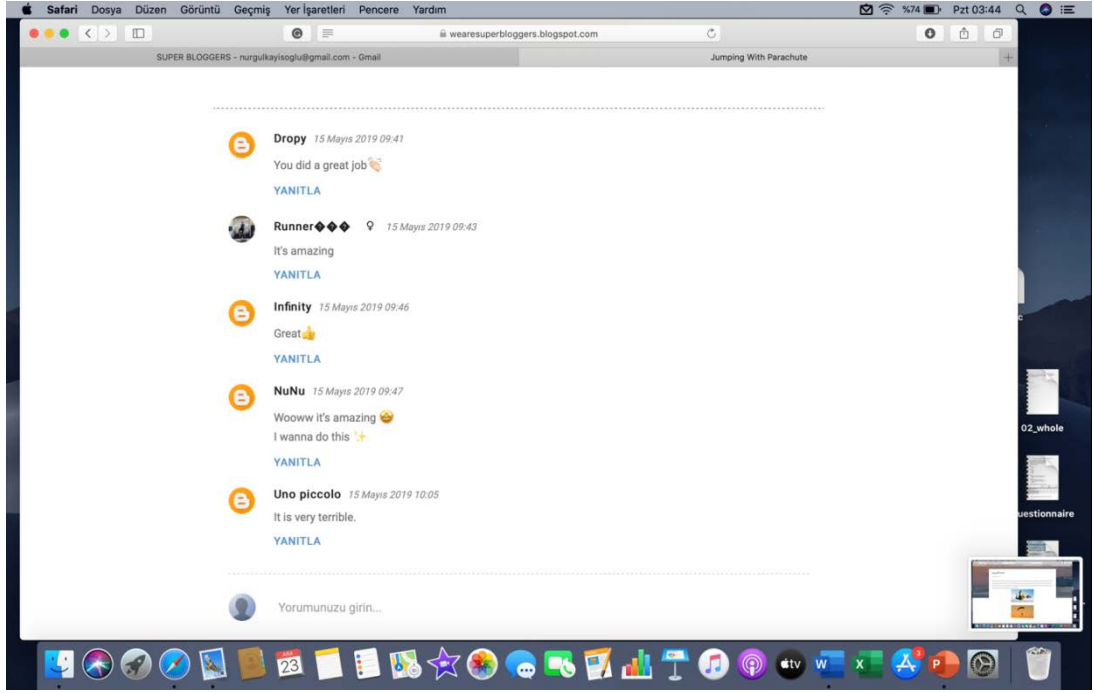 Safari Dosya Düzen Görüntü Geçmiş Yer İşaretleri Pencere Yardım %74 Pzt 03:44
wearesuperbloggers.blogspot.com
SUPER BLOGGERS - nurgulkayisoglu@gmail.com - Gmail Jumping With Parachute
Dropy 15 Mayıs 2019 09:41
You did a great job👏🏻
YANITLA
Runner��� ♀ 15 Mayıs 2019 09:43
It's amazing
YANITLA
Infinity 15 Mayıs 2019 09:46
Great👍
YANITLA
NuNu 15 Mayıs 2019 09:47
Wooww it's amazing 🤩
I wanna do this ✨
YANITLA
Uno piccolo 15 Mayıs 2019 10:05
It is very terrible.
YANITLA
Yorumunuzu girin...
c
02_whole
uestionnaire
ARA
23
tv W X 3 P